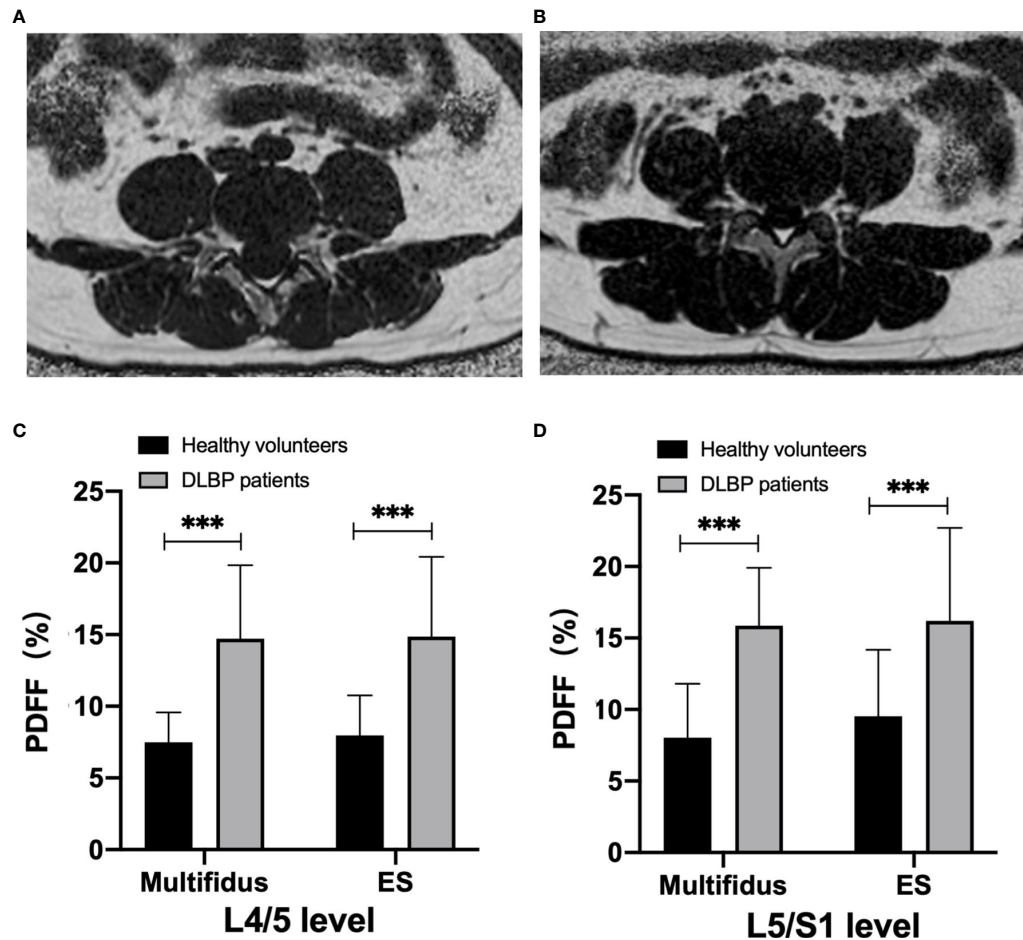 A
B
C
Healthy volunteers
DLBP patients
25
20
15
10
5
0
PDFF (%)
***
***
Multifidus
ES
L4/5 level
D
Healthy volunteers
DLBP patients
25
20
15
10
5
0
PDFF (%)
***
***
Multifidus
ES
L5/S1 level